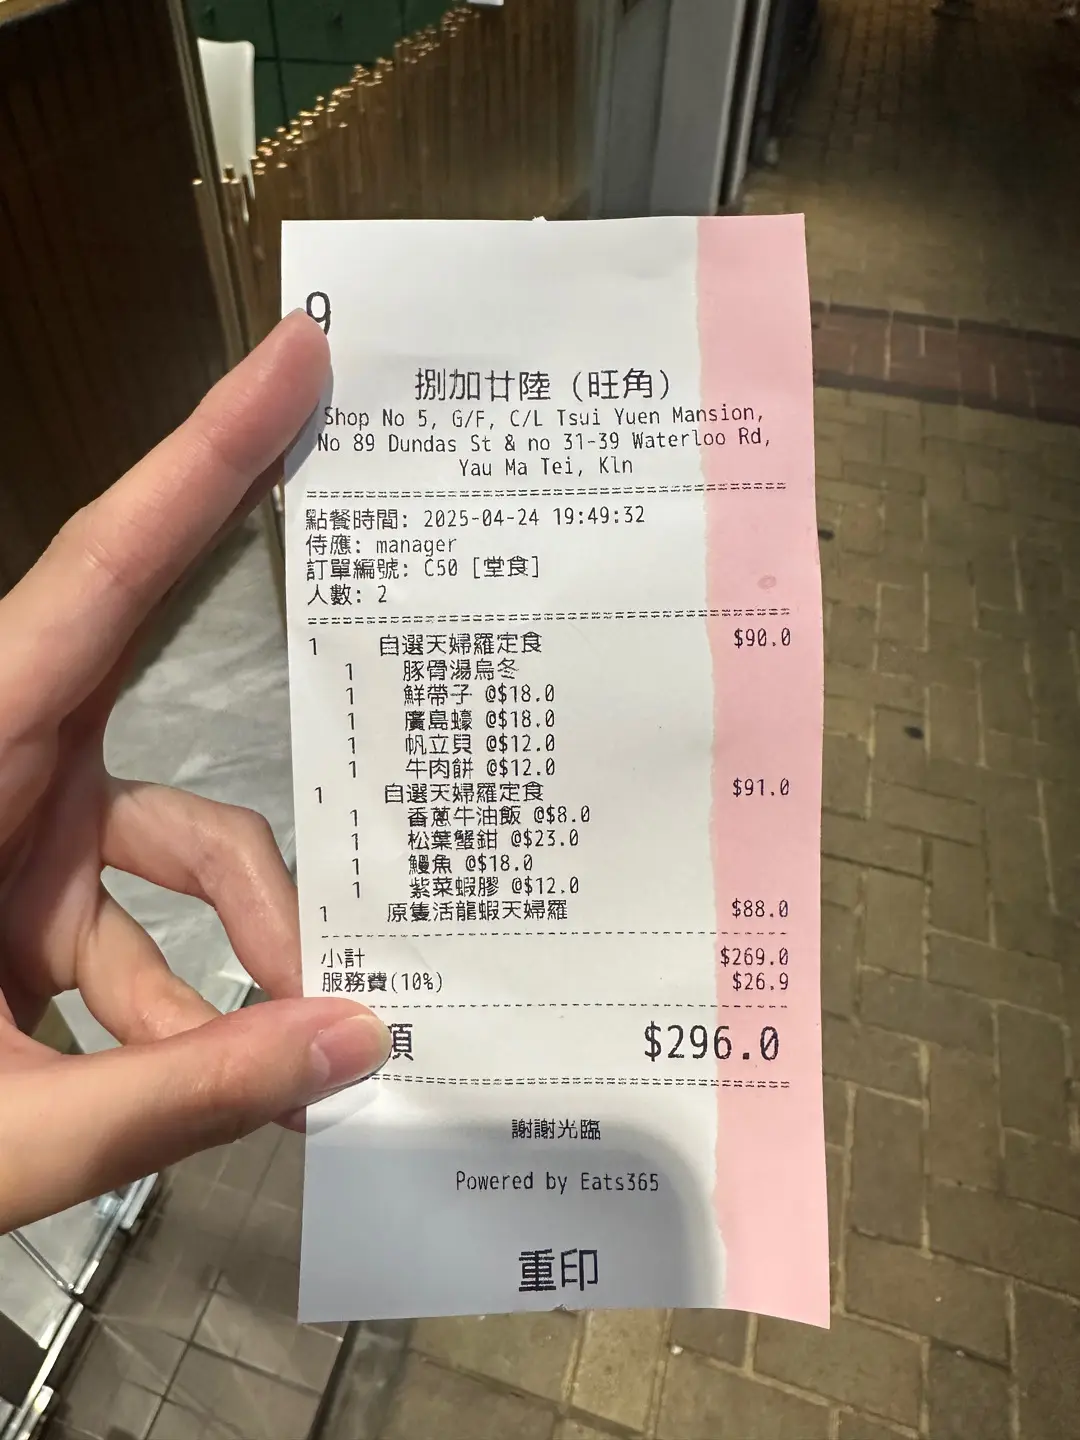 9
捌加廿陸 (旺角)
Shop No 5, G/F, C/L Tsui Yuen Mansion,
No 89 Dundas St & no 31-39 Waterloo Rd,
Yau Ma Tei, Kln
點餐時間: 2025-04-24 19:49:32
侍應: manager
訂單編號: C50 [堂食]
人數: 2
1 自選天婦羅定食 $90.0
1 豚骨湯烏冬
1 鮮帶子 @$18.0
1 廣島蠔 @$18.0
1 帆立貝 @$12.0
1 牛肉餅 @$12.0
1 自選天婦羅定食 $91.0
1 香蔥牛油飯 @$8.0
1 松葉蟹鉗 @$23.0
1 鰻魚 @$18.0
1 紫菜蝦膠 @$12.0
1 原隻活龍蝦天婦羅 $88.0
小計 $269.0
服務費(10%) $26.9
項 $296.0
謝謝光臨
Powered by Eats365
重印